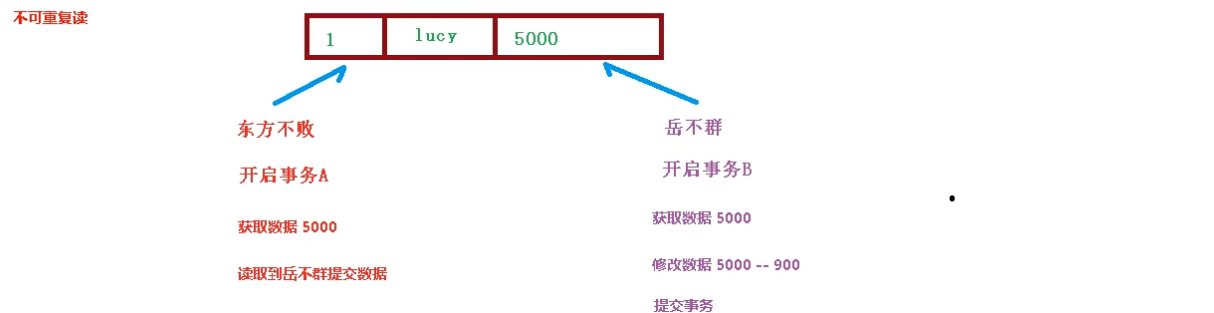 不可重复读
1 lucy 5000
东方不败
开启事务A
获取数据 5000
读取到岳不群提交数据
岳不群
开启事务B
获取数据 5000
修改数据 5000 -- 900
提交事务